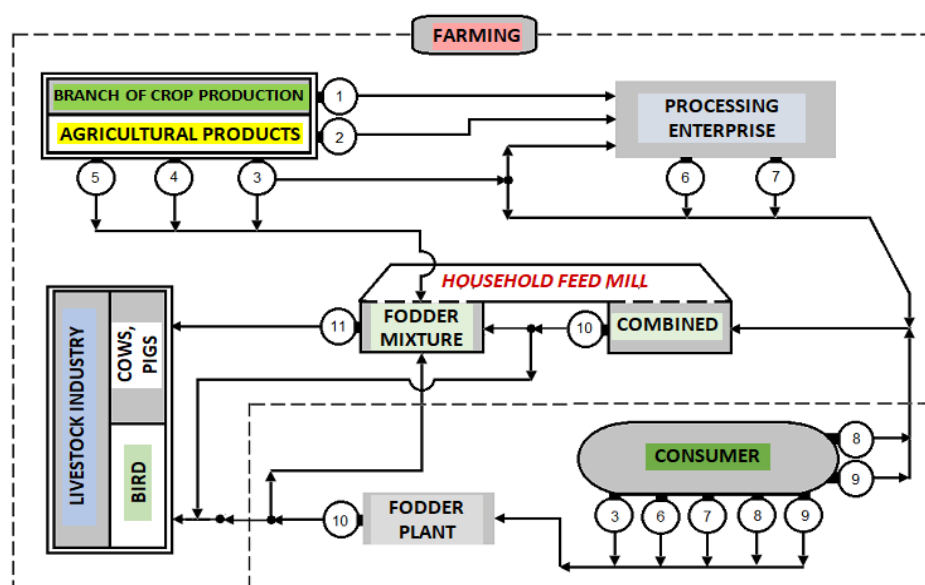 FARMING
BRANCH OF CROP PRODUCTION
1
AGRICULTURAL PRODUCTS
2
PROCESSING
ENTERPRISE
5
4
3
6
7
HOUSEHOLD FEED MILL
11
FODDER
MIXTURE
10
COMBINED
LIVESTOCK INDUSTRY
COWS,
PIGS
BIRD
CONSUMER
8
9
10
FODDER
PLANT
3
6
7
8
9